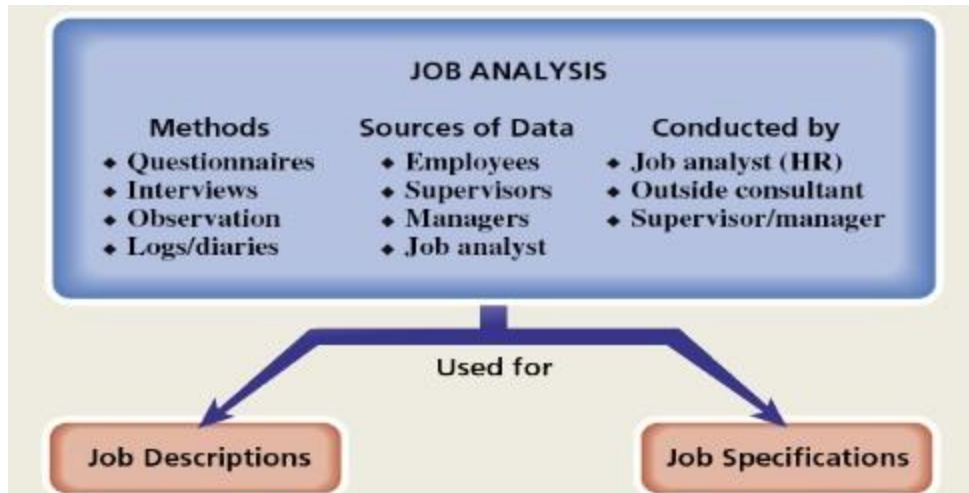 JOB ANALYSIS
Methods
◆ Questionnaires
◆ Interviews
◆ Observation
◆ Logs/diaries
Sources of Data
◆ Employees
◆ Supervisors
◆ Managers
◆ Job analyst
Conducted by
◆ Job analyst (HR)
◆ Outside consultant
◆ Supervisor/manager
Used for
Job Descriptions
Job Specifications